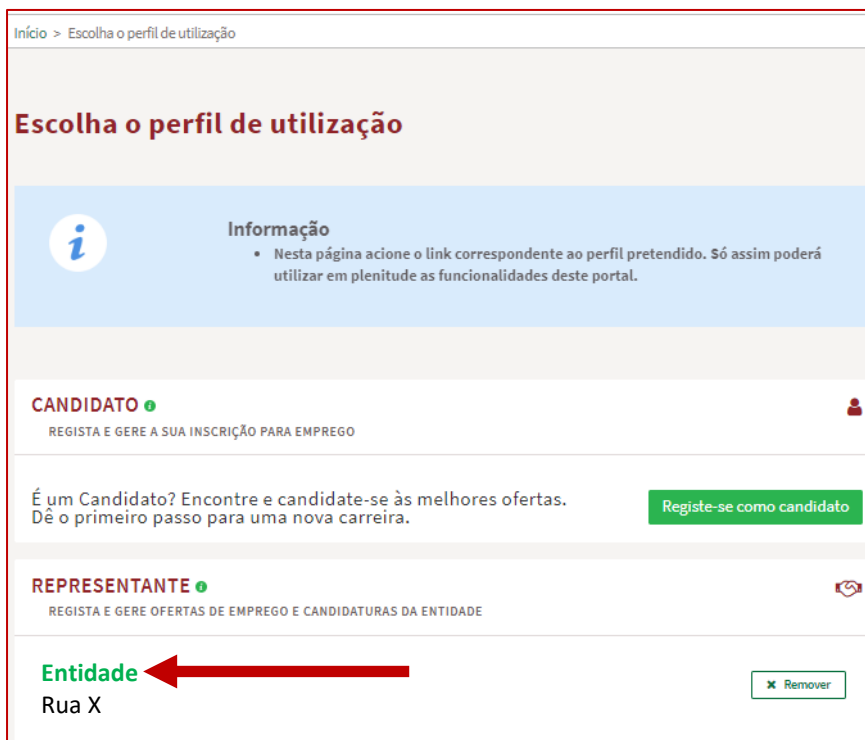 Início > Escolha o perfil de utilização
Escolha o perfil de utilização
Informação
• Nesta página acione o link correspondente ao perfil pretendido. Só assim poderá
utilizar em plenitude as funcionalidades deste portal.
CANDIDATO
REGISTA E GERE A SUA INSCRIÇÃO PARA EMPREGO
É um Candidato? Encontre e candidate-se às melhores ofertas.
Dê o primeiro passo para uma nova carreira.
Registe-se como candidato
REPRESENTANTE
REGISTA E GERE OFERTAS DE EMPREGO E CANDIDATURAS DA ENTIDADE
Entidade
Rua X
✖ Remover